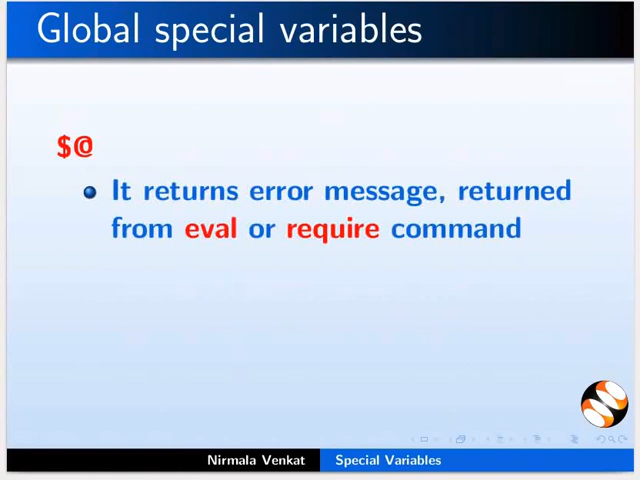 Global special variables
$@
It returns error message, returned
from eval or require command
Nirmala Venkat
Special Variables